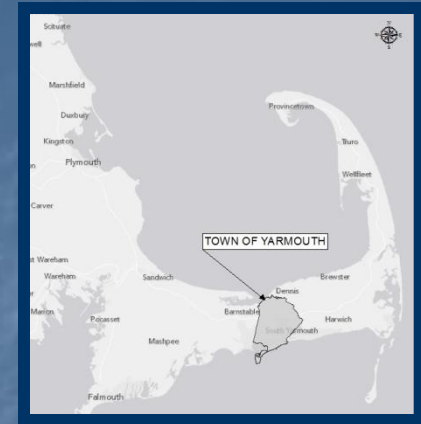 Scituate
well
Marshfield
Duxbury
Kingston
Plymouth
Carver
Provincetown
Truro
Wellfleet
TOWN OF YARMOUTH
Wareham
Wareham
Sandwich
Brewster
Dennis
Barnstable
Harwich
South Yarmouth
Marion
Pocasset
Mashpee
Falmouth
N
S